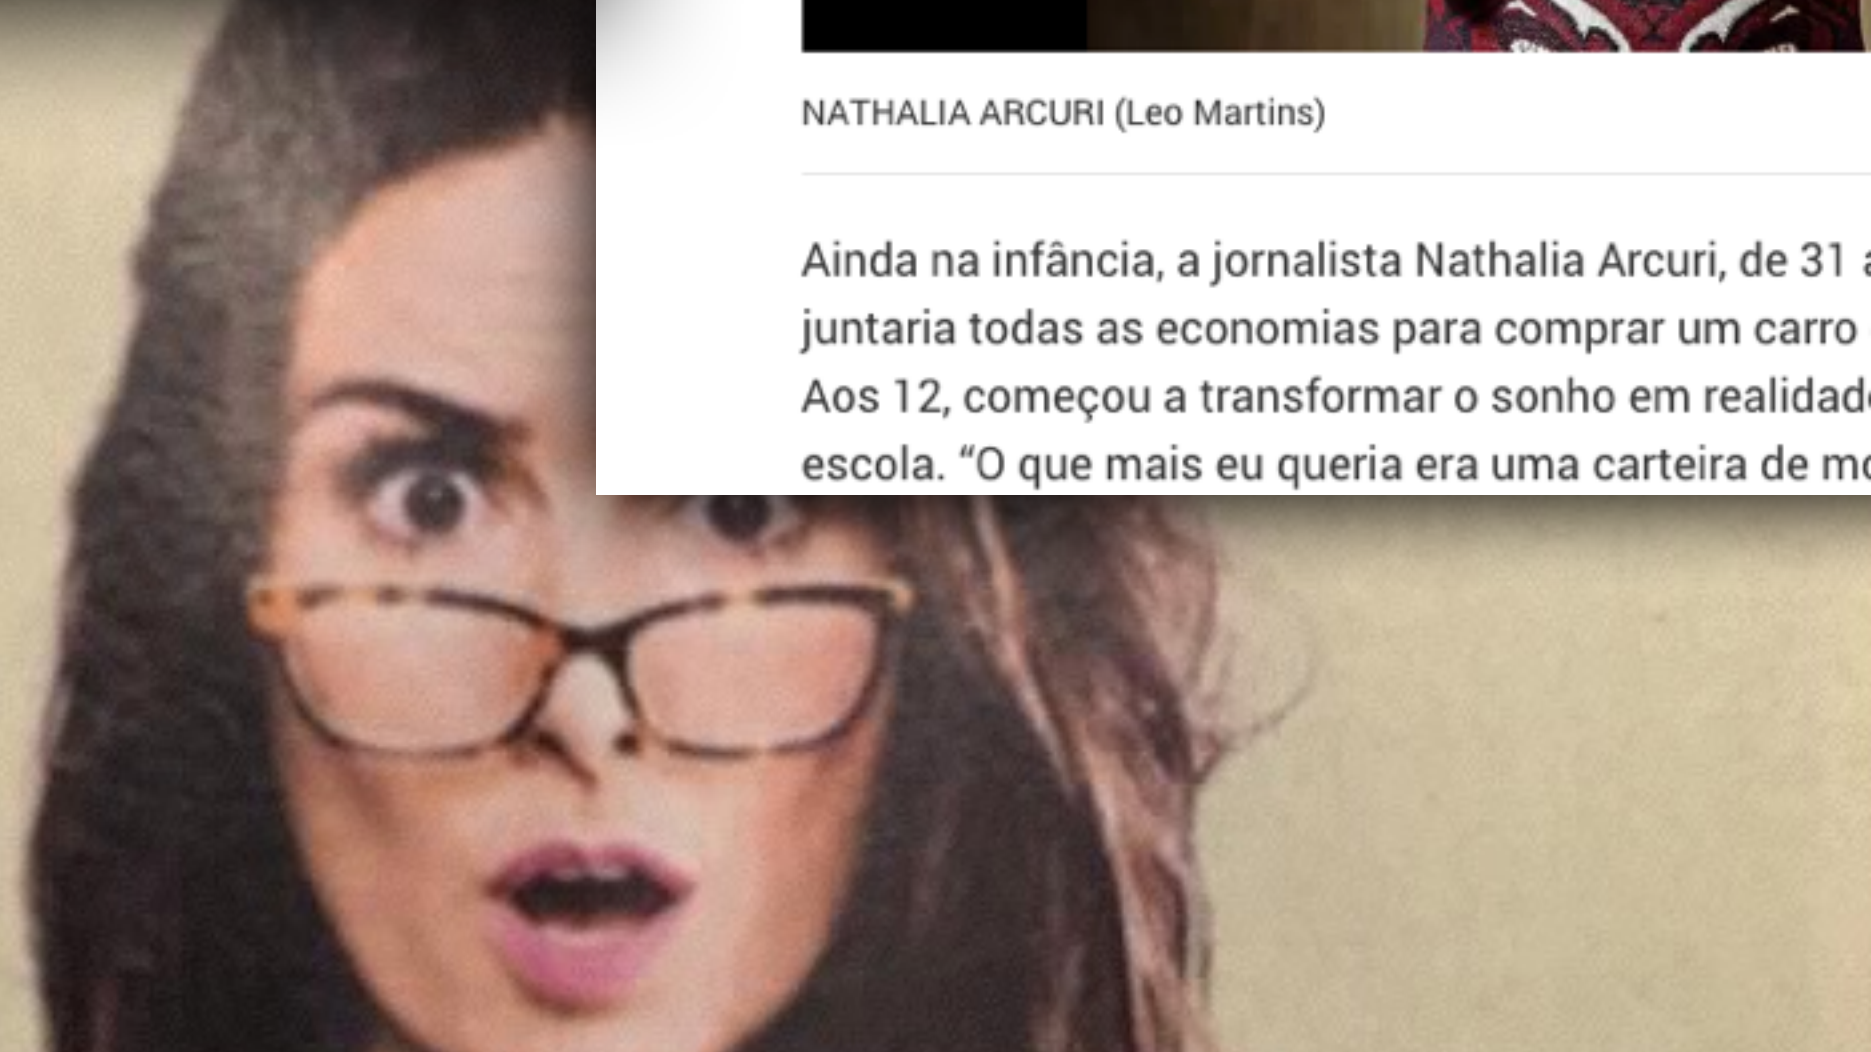 NATHALIA ARCURI (Leo Martins)
Ainda na infância, a jornalista Nathalia Arcuri, de 31
juntaria todas as economias para comprar um carro
Aos 12, começou a transformar o sonho em
escola. “O que mais eu queria era uma carteira de